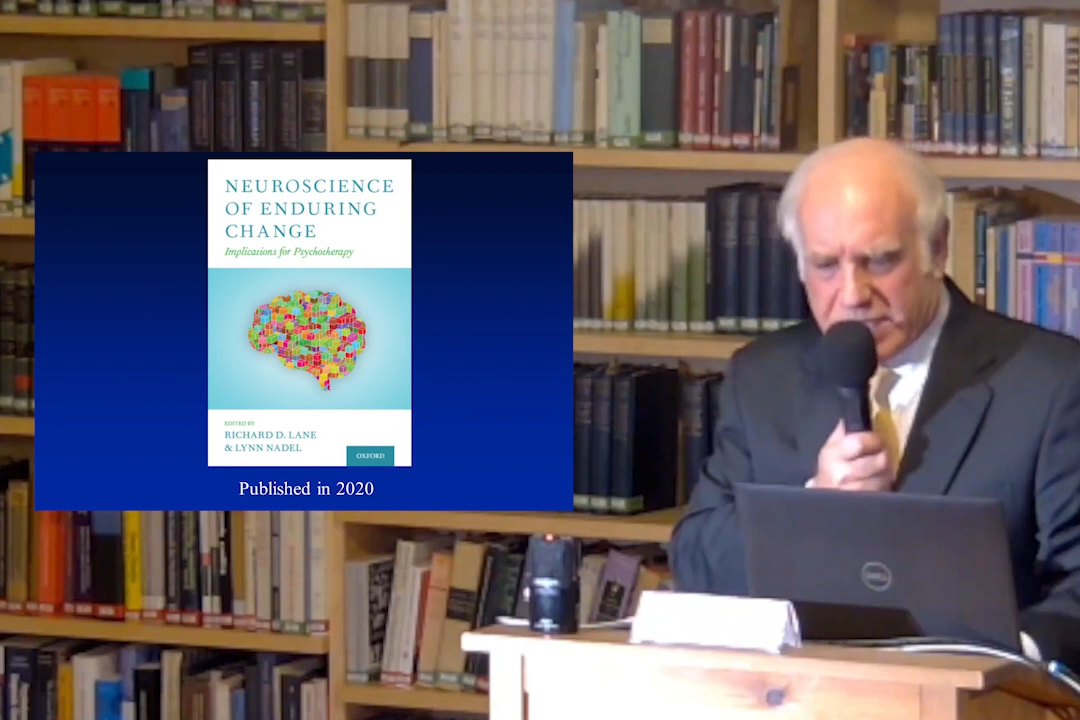 NEUROSCIENCE
OF ENDURING
CHANGE
Implications for Psychotherapy
EDITED BY
RICHARD D. LANE
& LYNN NADEL
OXFORD
Published in 2020
DELL